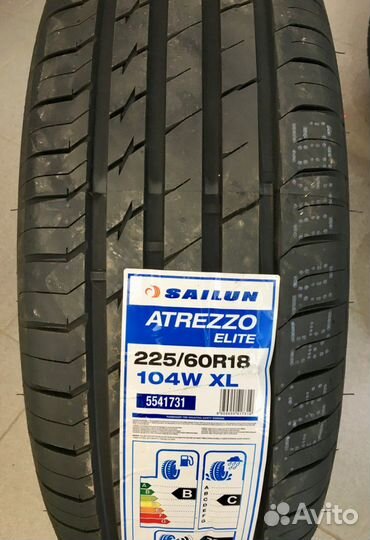 SAILUN
ATREZZO
ELITE
225/60R18
104W XL
5541731
A
B
C
D
E
F
G
B
A
B
C
D
E
F
G
C
Avito